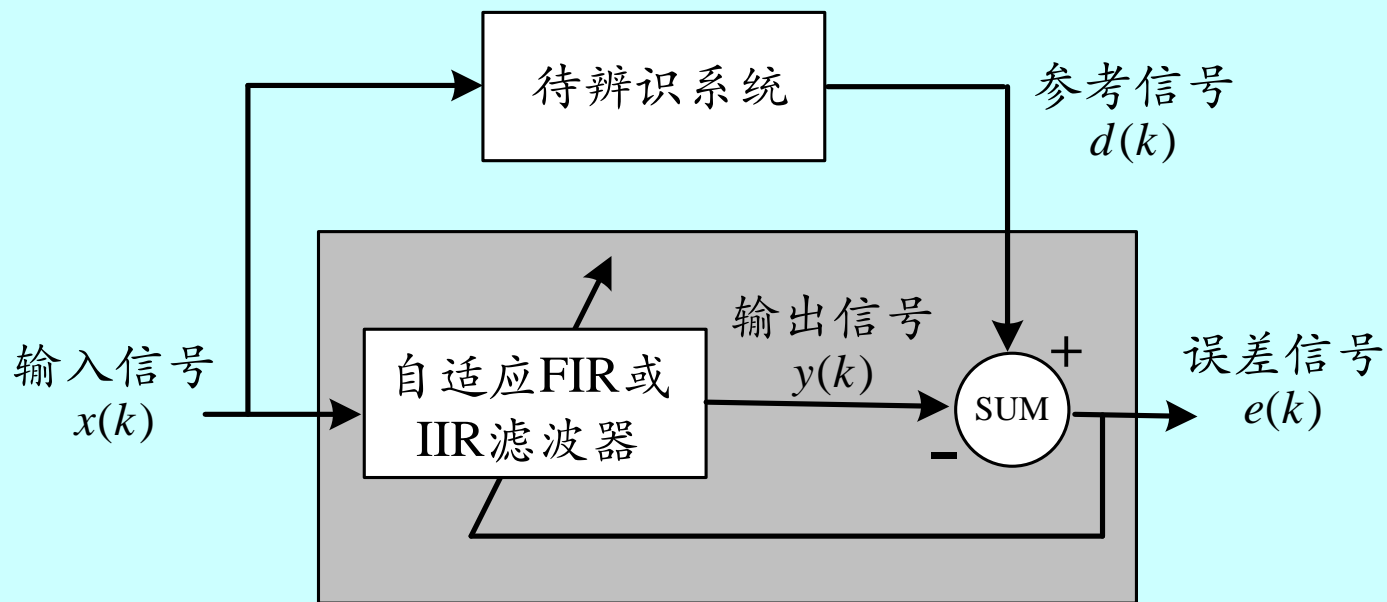 待辨识系统
参考信号
d(k)
输入信号
x(k)
自适应FIR或
IIR滤波器
输出信号
y(k)
+
-
SUM
误差信号
e(k)